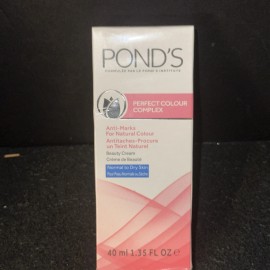 POND'S
PERFECT COLOUR
COMPLEX
Anti-Marks
For Natural Colour
Antitaches-Procure
un Teint Naturel
Beauty Cream
Crème de Beauté
Normal to Dry Skin
40 ml 1.35 FL OZ ℮